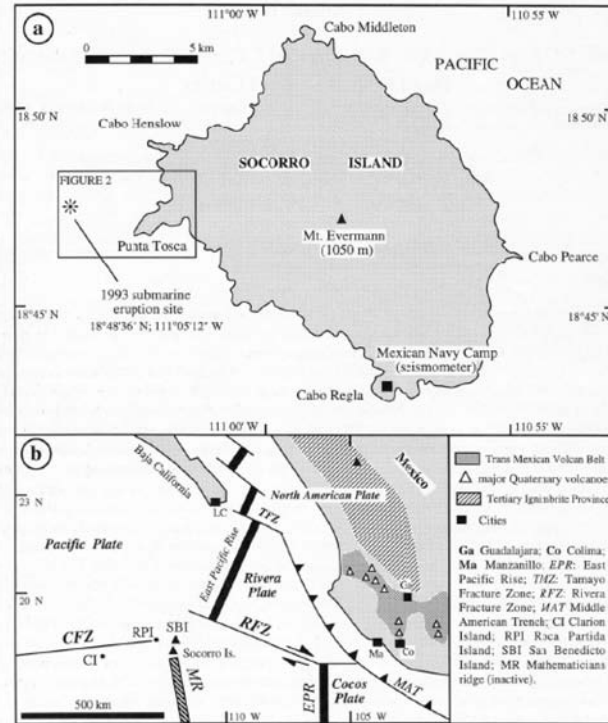 a
111°00' W
110 55' W
Cabo Middleton
0
5 km
PACIFIC
OCEAN
18 50' N
18 50' N
Cabo Henslow
SOCORRO ISLAND
FIGURE 2
Mt. Evermann
(1050 m)
Punta Tosca
Cabo Pearce
1993 submarine
eruption site
18°48'36" N; 111°05'12" W
18 45' N
18 45' N
Mexican Navy Camp
(seismometer)
Cabo Regla
111 00' W
110 55' W
b
Baja California
Mexico
North American Plate
LC
23 N
TFZ
Pacific Plate
East Pacific Rise
Rivera
Plate
Ga
20 N
RFZ
CFZ
RPI
SBI
CI
Socorro Is.
MR
Ma
Co
EPR
Cocos
Plate
MAT
500 km
110 W
105 W
Trans Mexican Volcan Belt
major Quaternary volcanoes
Tertiary Ignimbrite Province
Cities
Ga Guadalajara; Co Colima;
Ma Manzanillo. EPR: East
Pacific Rise; TMZ: Tamayo
Fracture Zone; RFZ: Rivera
Fracture Zone; MAT Middle
American Trench; CI Clarion
Island; RPI Roca Partida
Island; SBI San Benedicto
Island; MR Mathematicians
ridge (inactive).